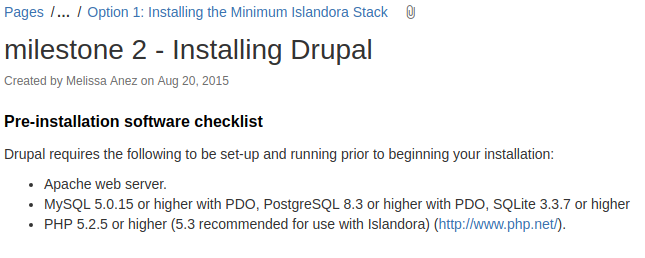 Pages /... / Option 1: Installing the Minimum Islandora Stack
milestone 2 - Installing Drupal
Created by Melissa Anez on Aug 20, 2015
Pre-installation software checklist
Drupal requires the following to be set-up and running prior to beginning your installation:
• Apache web server.
• MySQL 5.0.15 or higher with PDO, PostgreSQL 8.3 or higher with PDO, SQLite 3.3.7 or higher
• PHP 5.2.5 or higher (5.3 recommended for use with Islandora) (http://www.php.net/).